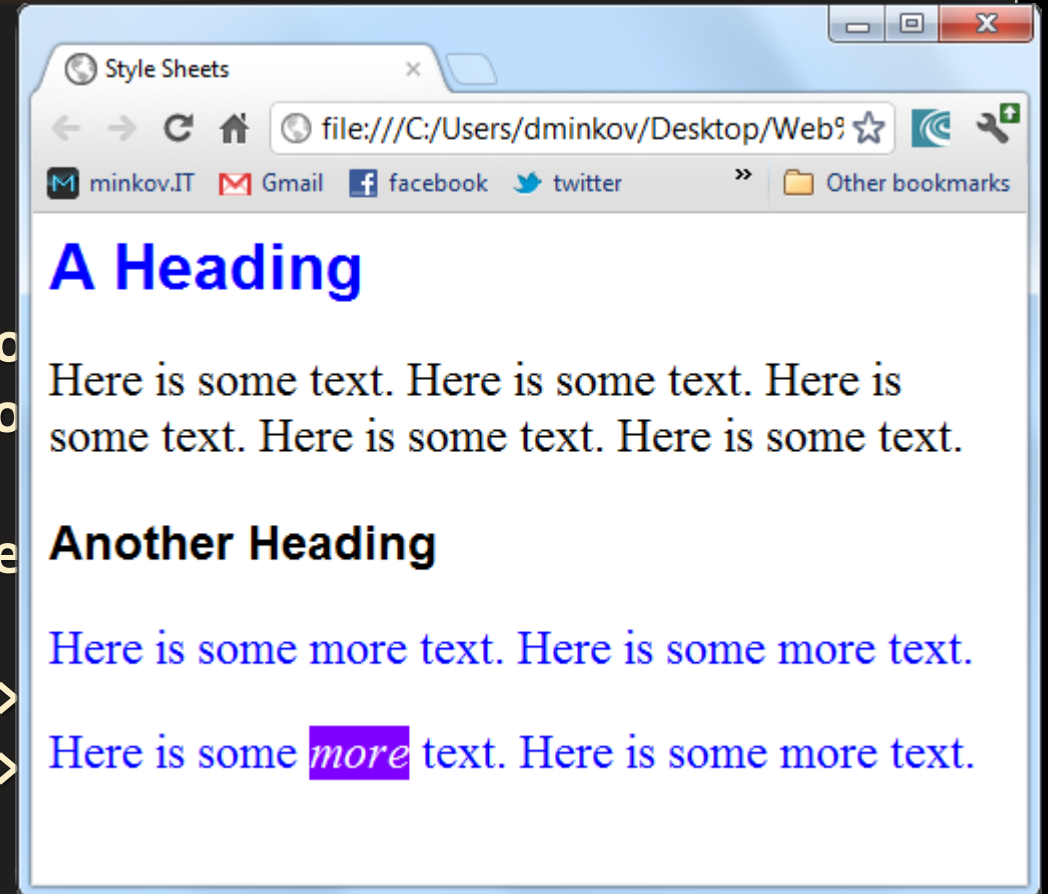 Style Sheets
file:///C:/Users/dminkov/Desktop/Web%
minkov.IT Gmail facebook twitter » Other bookmarks
A Heading
Here is some text. Here is some text. Here is
some text. Here is some text. Here is some text.
Another Heading
Here is some more text. Here is some more text.
Here is some more text. Here is some more text.